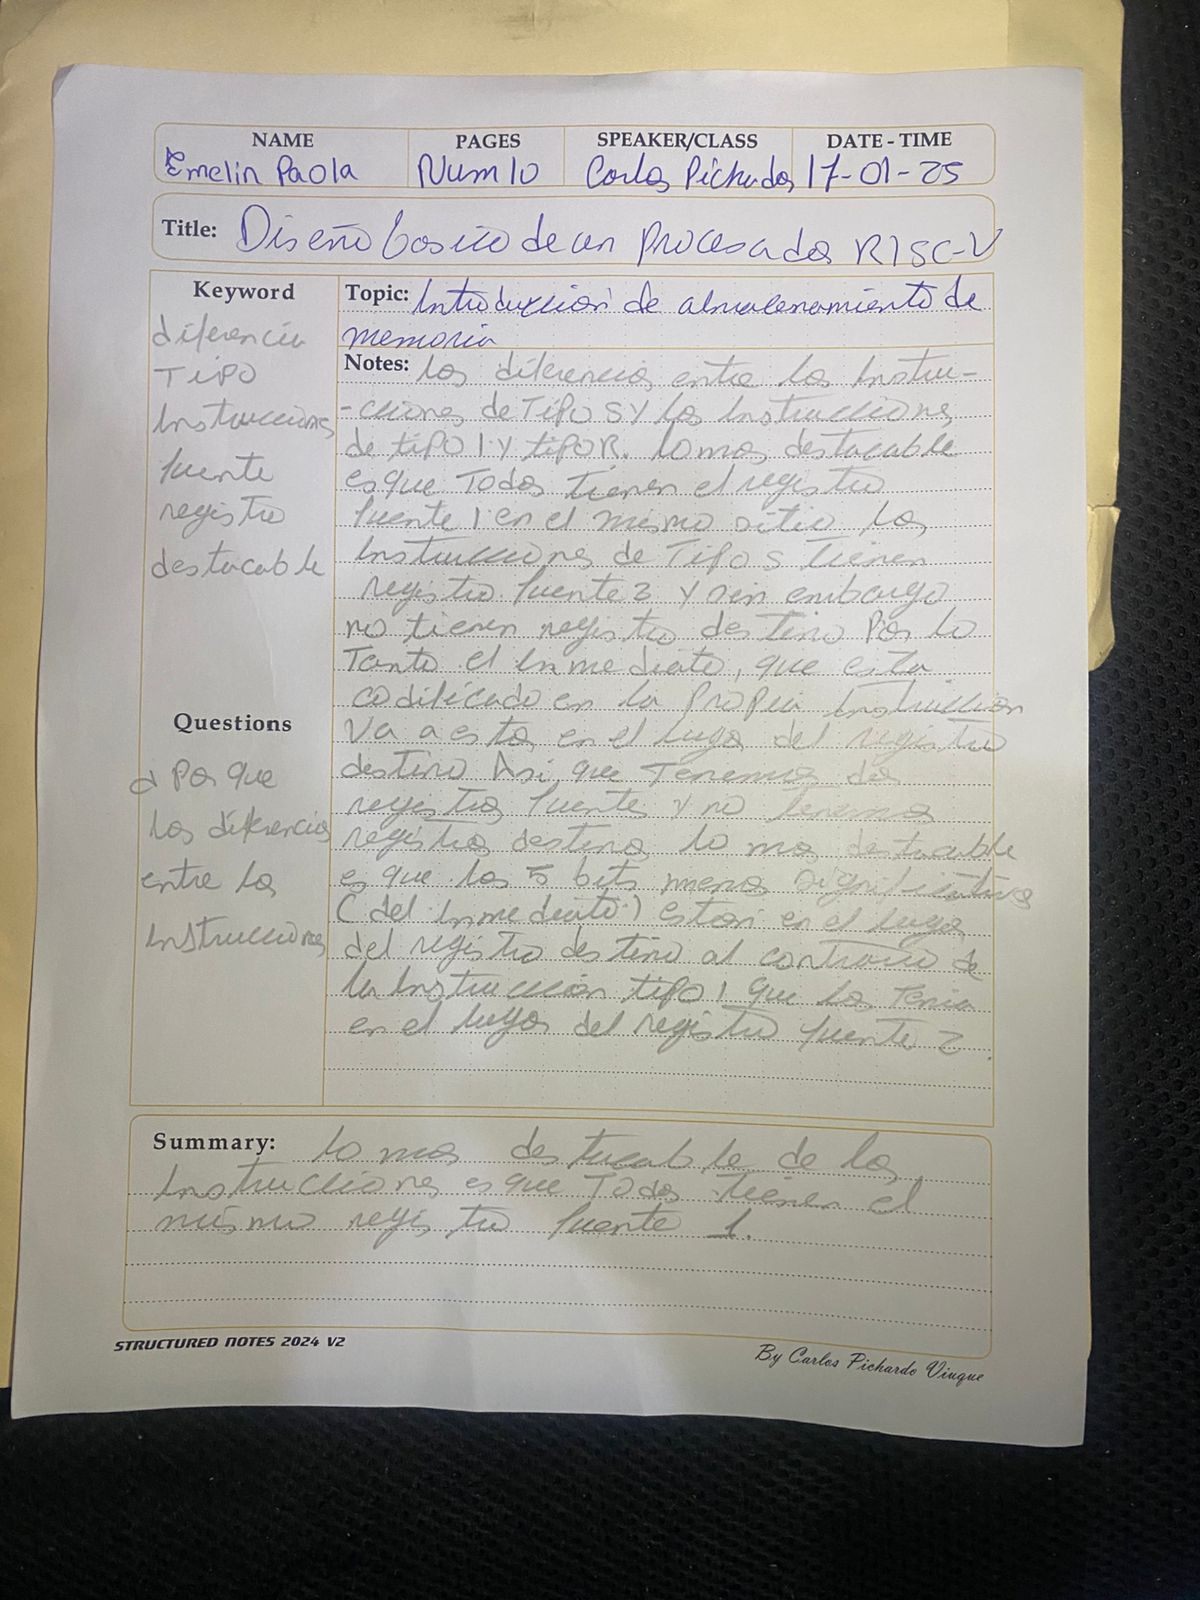 NAME PAGES SPEAKER/CLASS DATE - TIME
Emelin Paola Num 10 Carlos Pichardo 17-01-25
Title: Diseño basico de un Procesador RISC-V
Keyword
diferencia
TIPO
Instrucciones
fuente
registro
destacable
Questions
¿ Por que
las diferencias
entre las
Instrucciones
Topic: Introduccion de almacenamiento de
memoria
Notes: Las diferencias entre las Instruc-
-ciones de TIPO S Y las Instrucciones
de tipo I Y tipo R. Lo mas destacable
es que Todos Tienen el registro
fuente 1 en el mismo sitio las
Instrucciones de Tipo S Tienen
registro fuente 2 Y sin embargo
no tienen registro destino Por lo
Tanto el Inmediato, que esta
codificado en la Propia Instruccion
Va a estar en el lugar del registro
destino Asi que Tenemos dos
registros fuente Y no Tenemos
registros destino, lo mas destacable
es que los 5 bits menos significativos
(del Inmediato) estan en el lugar
del registro destino al contrario de
la Instruccion tipo I que los Tenia
en el lugar del registro fuente 2.
Summary: Lo mas destacable de las
Instrucciones es que Todos Tienen el
mismo registro fuente 1.
STRUCTURED NOTES 2024 V2
By Carlos Pichardo Viuque